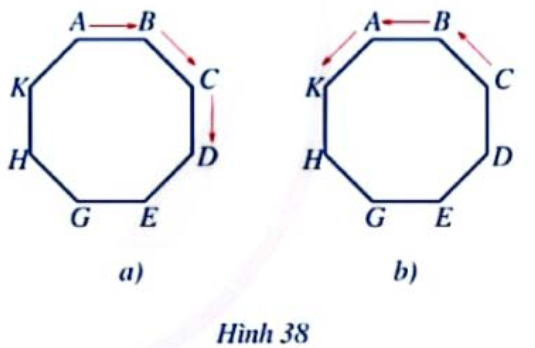 A B A B
K C K C
H D H D
G E G E
a) b)
Hình 38